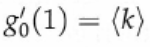 g′₀(1) = ⟨k⟩